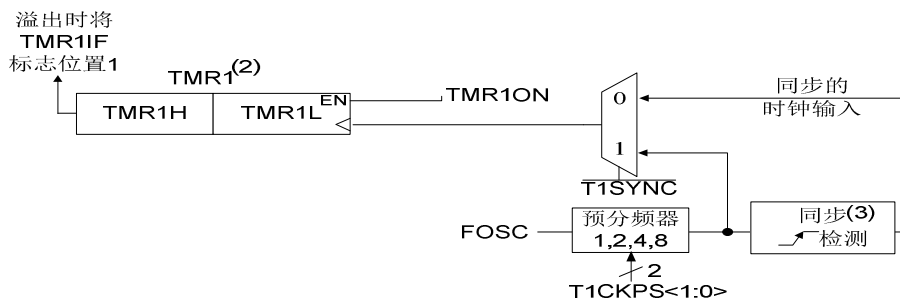 溢出时将
TMR1IF
标志位置1
TMR1(2)
TMR1H
TMR1L
EN
TMR1ON
0
1
同步的
时钟输入
T1SYNC
FOSC
预分频器
1,2,4,8
同步(3)
检测
2
T1CKPS<1:0>